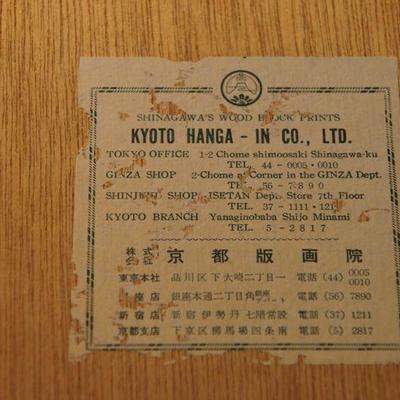 SHINAGAWA'S WOOD BLOCK PRINTS
KYOTO HANGA - IN CO., LTD.
TOKYO OFFICE 1-2 Chome shimoosaki Shinagawa-ku
TEL. 44-0005・0010
GINZA SHOP 2-Chome Corner in the GINZA Dept.
TEL. 56-7890
SHINJUKU SHOP ISETAN Dept. Store 7th Floor
TEL. 37-1111・121
KYOTO BRANCH Yanaginobaba Shijo Minami
TEL. 5-2817
株式会社 京都版画院
東京本社 品川区下大崎二丁目一 電話 (44) 0005 0010
座店 銀座本通二丁目角 電話 (56) 7890
新宿店 新宿伊勢丹七階常設 電話 (37) 1211
京都支店 下京区柳馬場四条南 電話 (5) 2817